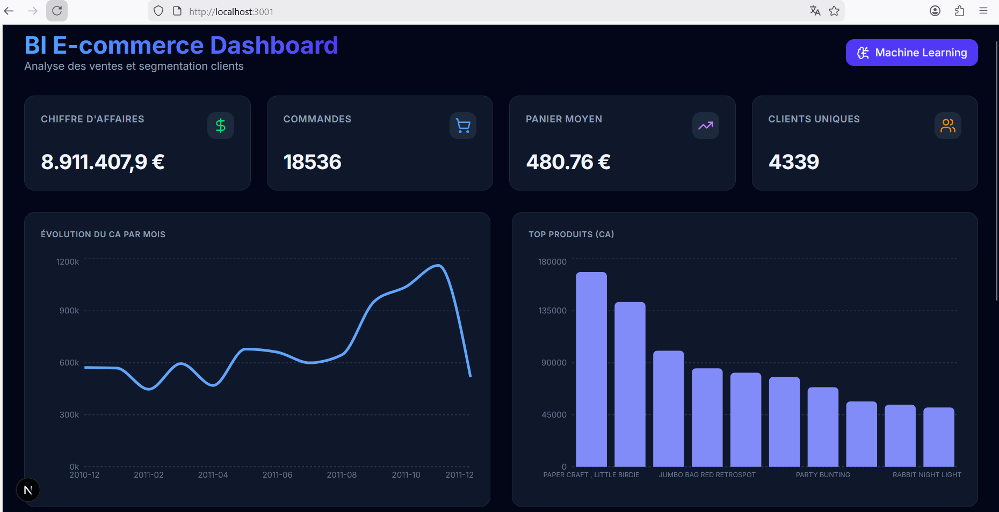 http://localhost:3001
BI E-commerce Dashboard
Analyse des ventes et segmentation clients
Machine Learning
CHIFFRE D'AFFAIRES
8.911.407,9 €
COMMANDES
18536
PANIER MOYEN
480.76 €
CLIENTS UNIQUES
4339
ÉVOLUTION DU CA PAR MOIS
1200k
900k
600k
300k
0k
2010-12 2011-02 2011-04 2011-06 2011-08 2011-10 2011-12
TOP PRODUITS (CA)
180000
135000
90000
45000
0
PAPER CRAFT , LITTLE BIRDIE JUMBO BAG RED RETROSPOT PARTY BUNTING RABBIT NIGHT LIGHT
N